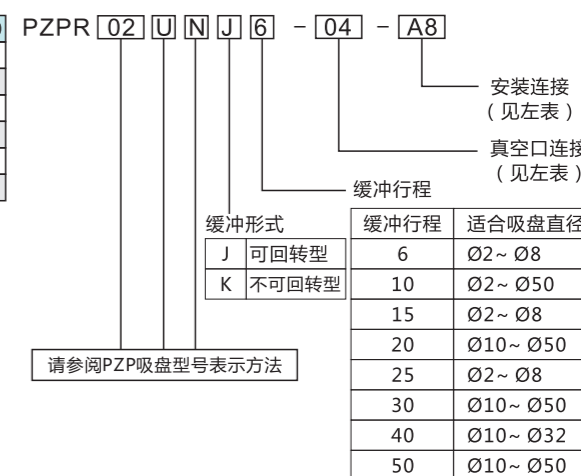 PZPR 02 U N J 6 - 04 - A8
安装连接
（见左表）
真空口连接
（见左表）
缓冲行程
缓冲形式
J 可回转型
K 不可回转型
缓冲行程 适合吸盘直径
6 Ø2~ Ø8
10 Ø2~ Ø50
15 Ø2~ Ø8
20 Ø10~ Ø50
25 Ø2~ Ø8
30 Ø10~ Ø50
40 Ø10~ Ø32
50 Ø10~ Ø50
请参阅PZP吸盘型号表示方法